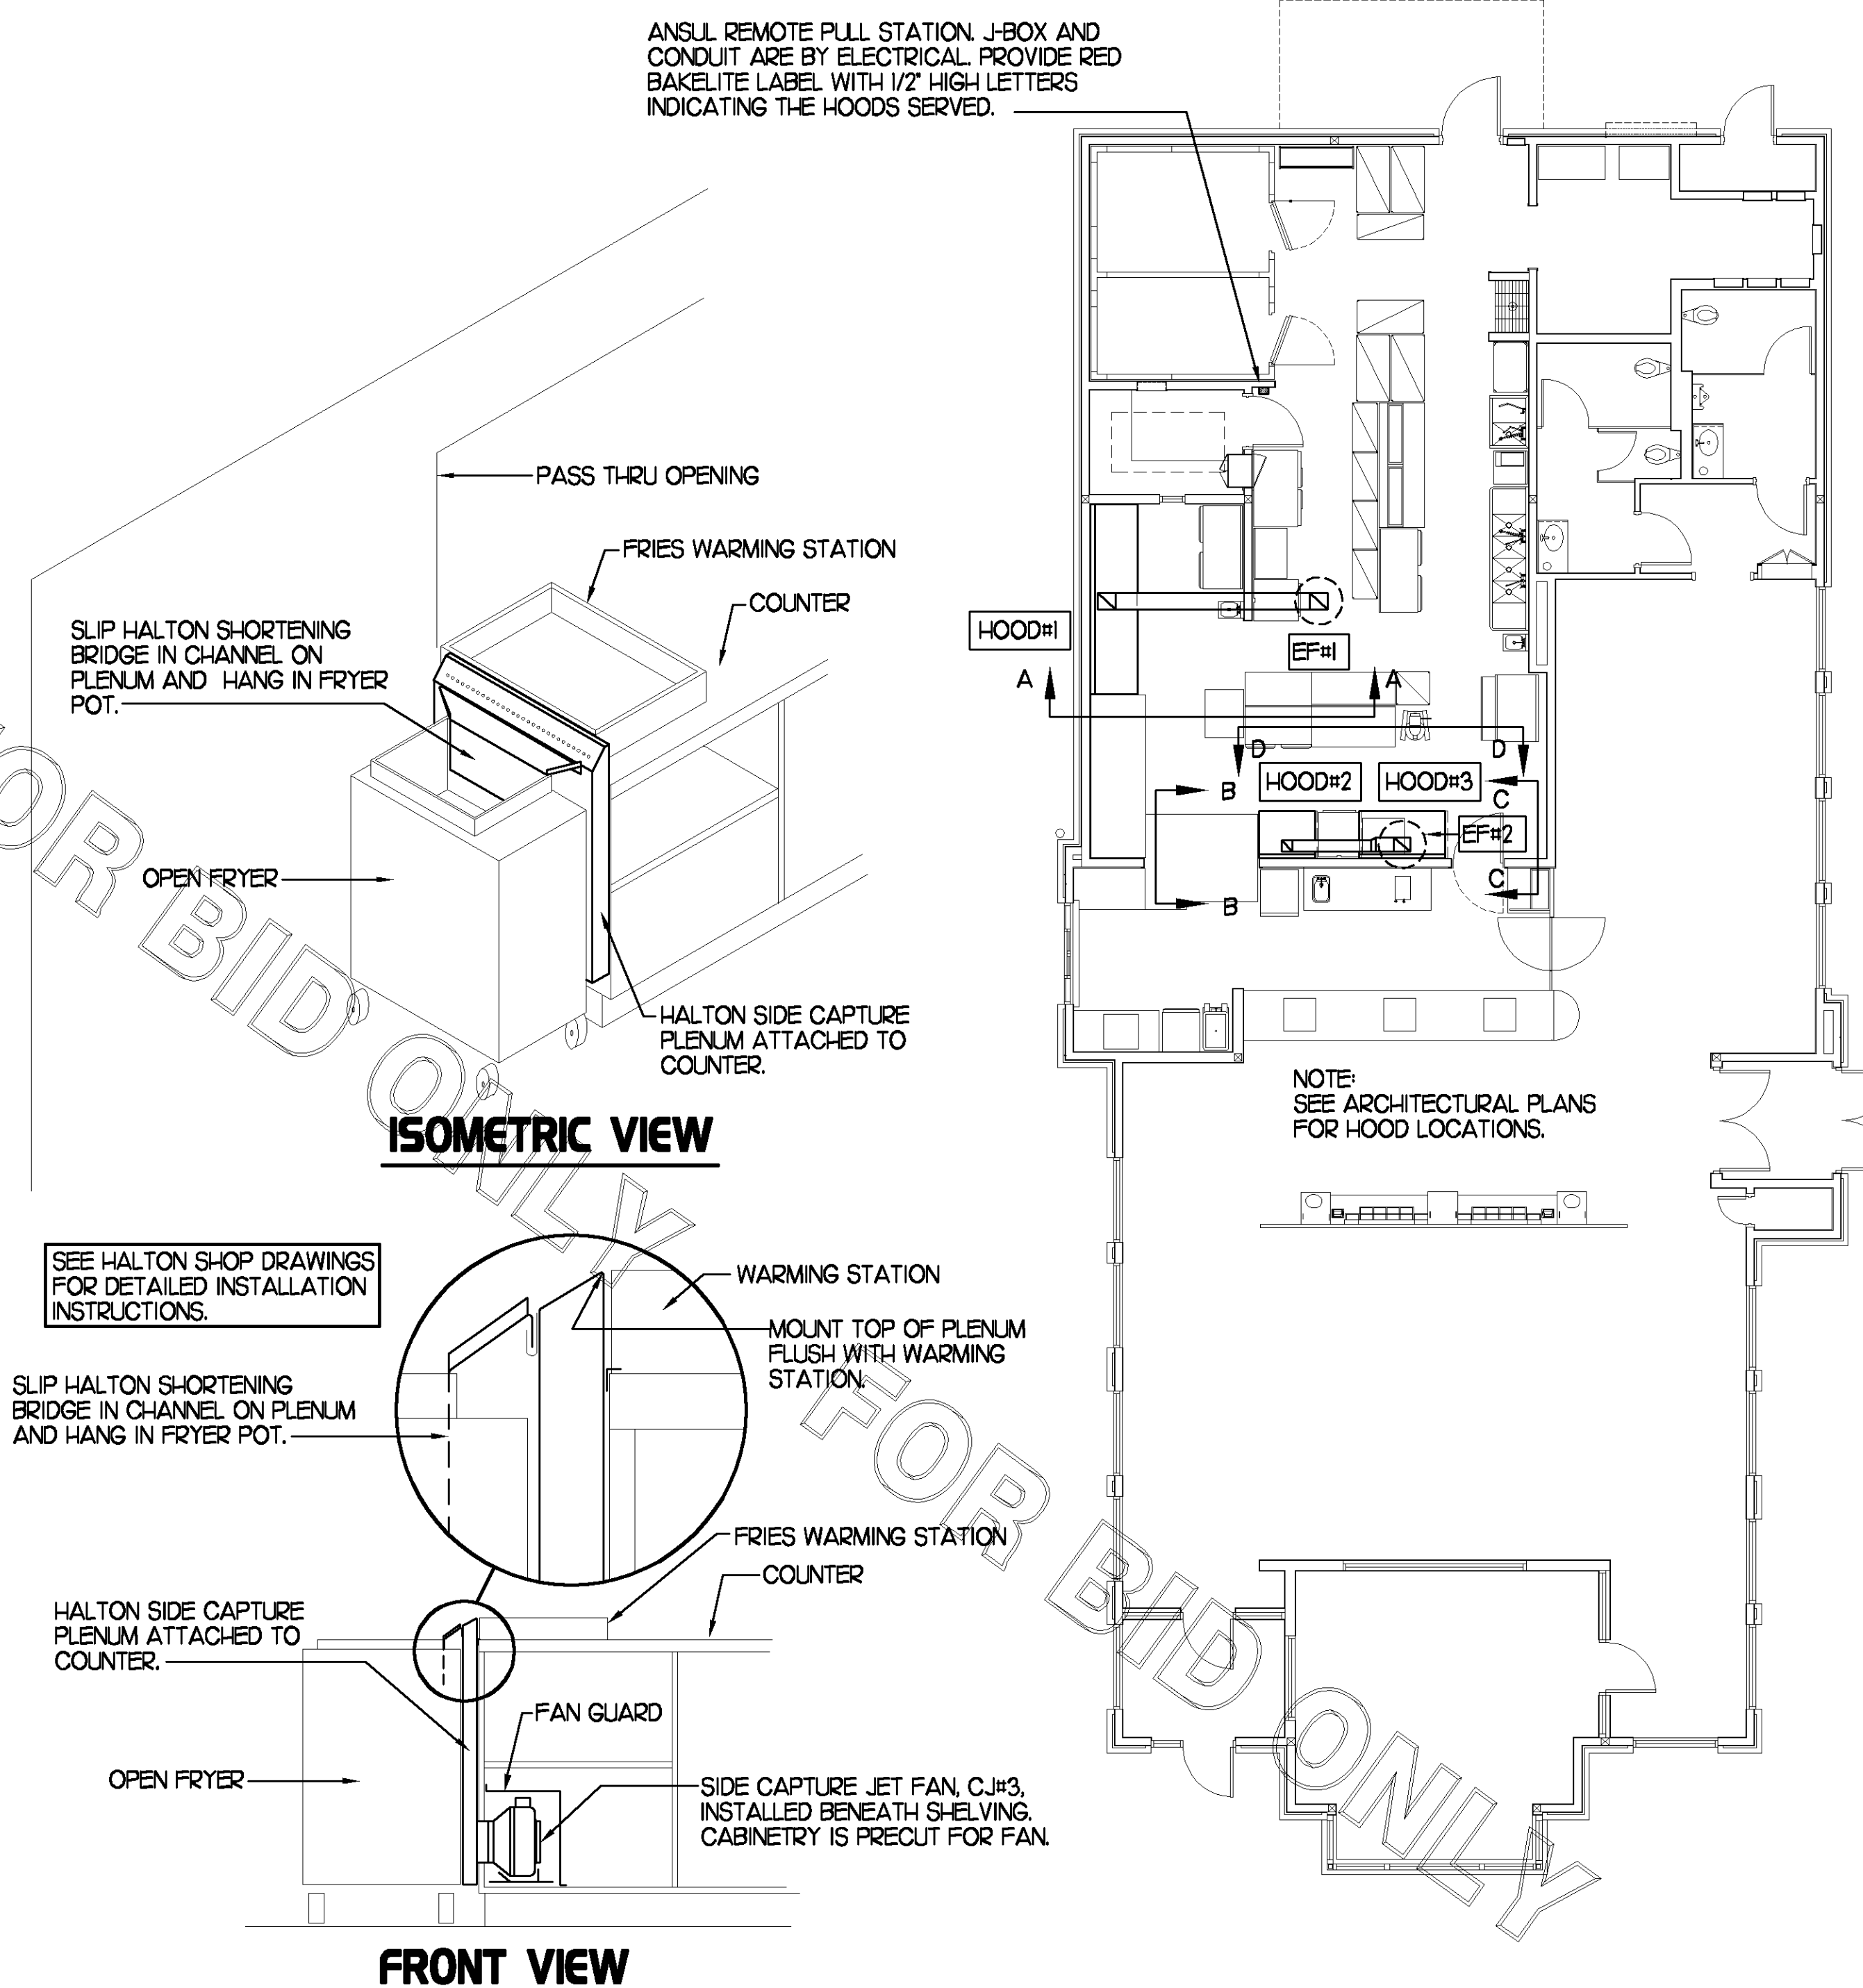 ANSUL REMOTE PULL STATION. J-BOX AND
CONDUIT ARE BY ELECTRICAL. PROVIDE RED
BAKELITE LABEL WITH 1/2" HIGH LETTERS
INDICATING THE HOODS SERVED.
PASS THRU OPENING
FRIES WARMING STATION
COUNTER
SLIP HALTON SHORTENING
BRIDGE IN CHANNEL ON
PLENUM AND HANG IN FRYER
POT.
OPEN FRYER
HALTON SIDE CAPTURE
PLENUM ATTACHED TO
COUNTER.
ISOMETRIC VIEW
SEE HALTON SHOP DRAWINGS
FOR DETAILED INSTALLATION
INSTRUCTIONS.
WARMING STATION
MOUNT TOP OF PLENUM
FLUSH WITH WARMING
STATION.
SLIP HALTON SHORTENING
BRIDGE IN CHANNEL ON PLENUM
AND HANG IN FRYER POT.
FRIES WARMING STATION
COUNTER
HALTON SIDE CAPTURE
PLENUM ATTACHED TO
COUNTER.
FAN GUARD
OPEN FRYER
SIDE CAPTURE JET FAN, CJ#3,
INSTALLED BENEATH SHELVING.
CABINETRY IS PRECUT FOR FAN.
FRONT VIEW
HOOD#1
EF#1
A
A
D
D
HOOD#2
HOOD#3
B
C
EF#2
C
B
NOTE:
SEE ARCHITECTURAL PLANS
FOR HOOD LOCATIONS.
OR BID ONLY
FOR BID ONLY